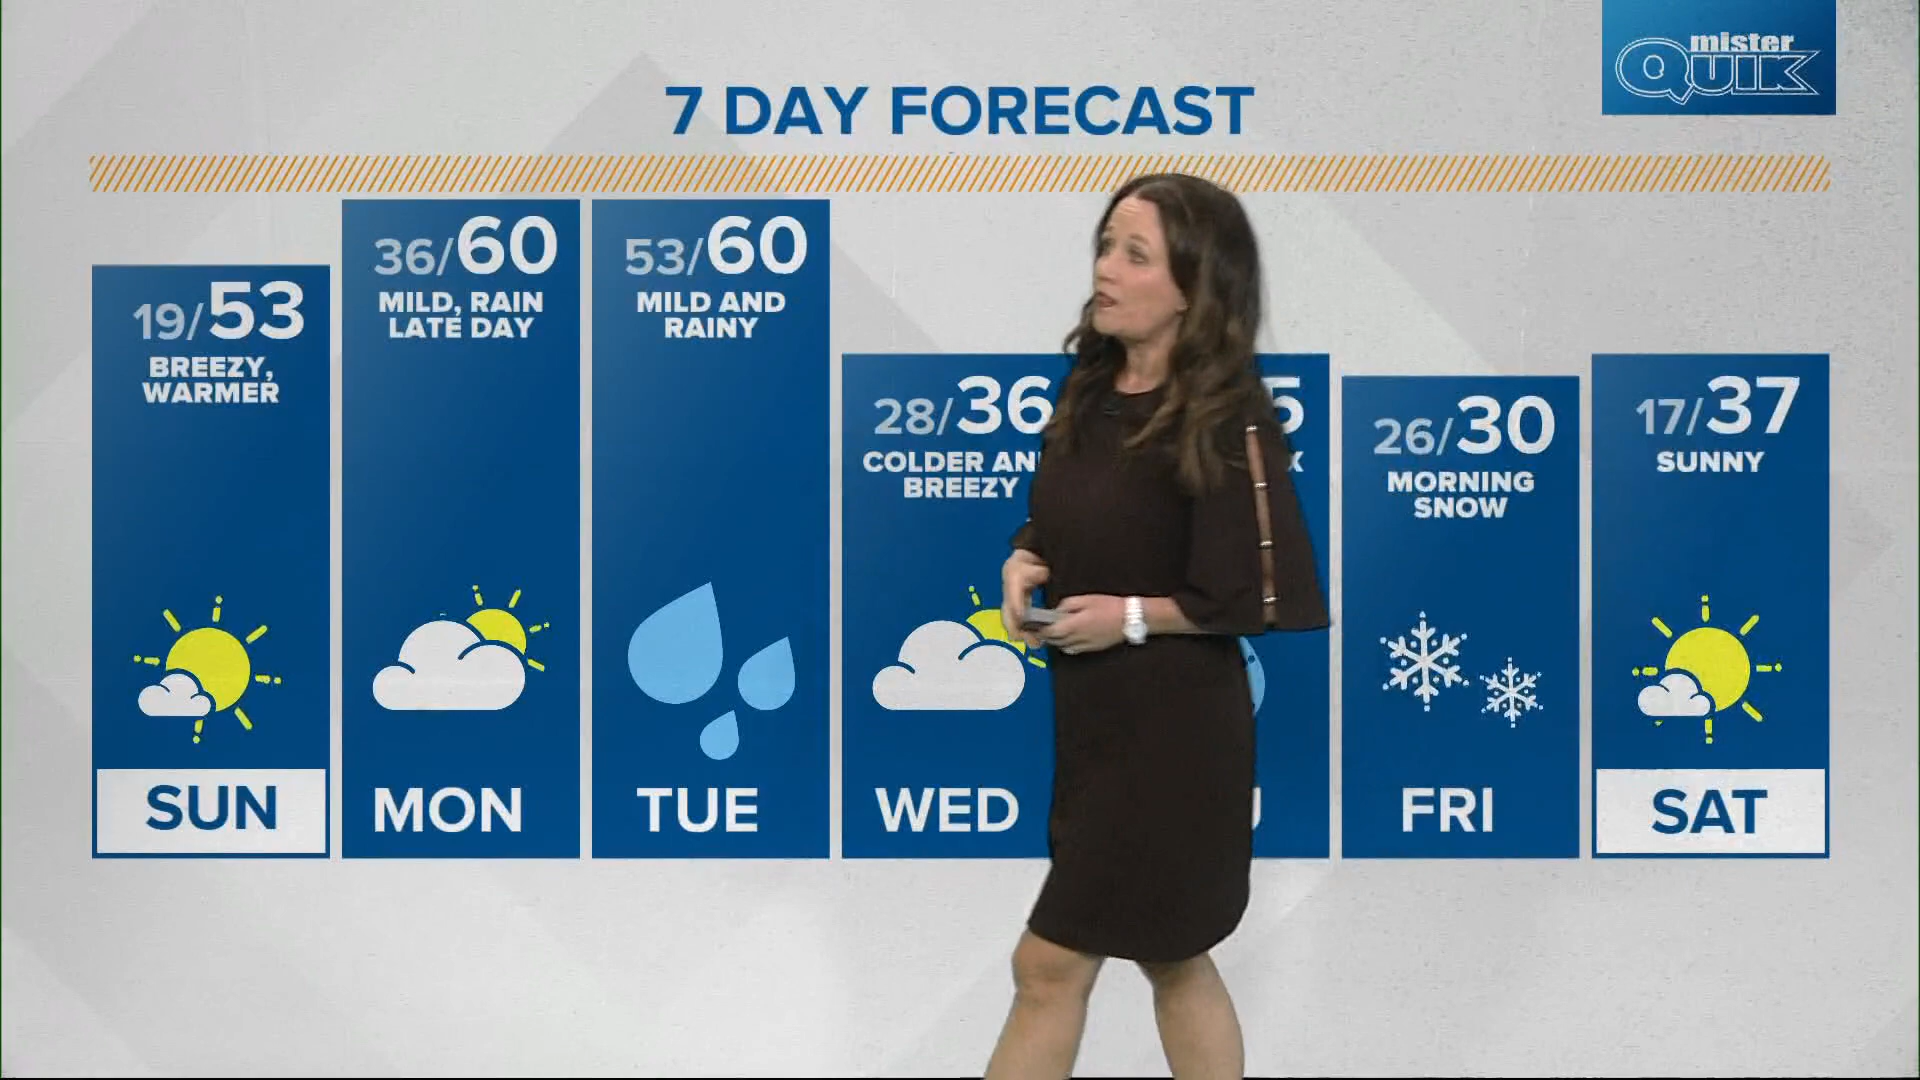 mister
QUIK
7 DAY FORECAST
19/53
BREEZY,
WARMER
SUN
36/60
MILD, RAIN
LATE DAY
MON
53/60
MILD AND
RAINY
TUE
28/36
COLDER
BREEZY
WED
26/30
MORNING
SNOW
FRI
17/37
SUNNY
SAT